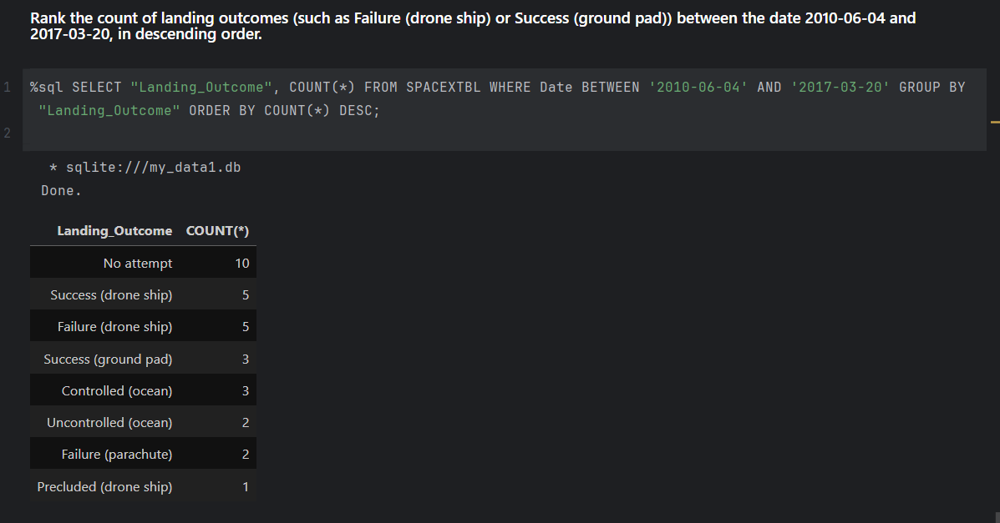 Rank the count of landing outcomes (such as Failure (drone ship) or Success (ground pad)) between the date 2010-06-04 and
2017-03-20, in descending order.
1 %sql SELECT "Landing_Outcome", COUNT(*) FROM SPACEXTBL WHERE Date BETWEEN '2010-06-04' AND '2017-03-20' GROUP BY
"Landing_Outcome" ORDER BY COUNT(*) DESC;
2
* sqlite:///my_data1.db
Done.
Landing_Outcome COUNT(*)
No attempt 10
Success (drone ship) 5
Failure (drone ship) 5
Success (ground pad) 3
Controlled (ocean) 3
Uncontrolled (ocean) 2
Failure (parachute) 2
Precluded (drone ship) 1